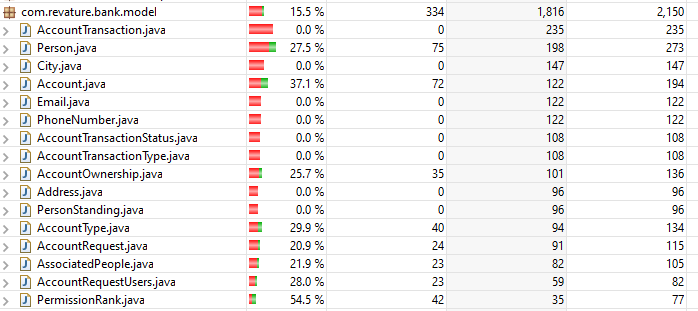 com.revature.bank.model 15.5 % 334 1,816 2,150
AccountTransaction.java 0.0 % 0 235 235
Person.java 27.5 % 75 198 273
City.java 0.0 % 0 147 147
Account.java 37.1 % 72 122 194
Email.java 0.0 % 0 122 122
PhoneNumber.java 0.0 % 0 122 122
AccountTransactionStatus.java 0.0 % 0 108 108
AccountTransactionType.java 0.0 % 0 108 108
AccountOwnership.java 25.7 % 35 101 136
Address.java 0.0 % 0 96 96
PersonStanding.java 0.0 % 0 96 96
AccountType.java 29.9 % 40 94 134
AccountRequest.java 20.9 % 24 91 115
AssociatedPeople.java 21.9 % 23 82 105
AccountRequestUsers.java 28.0 % 23 59 82
PermissionRank.java 54.5 % 42 35 77